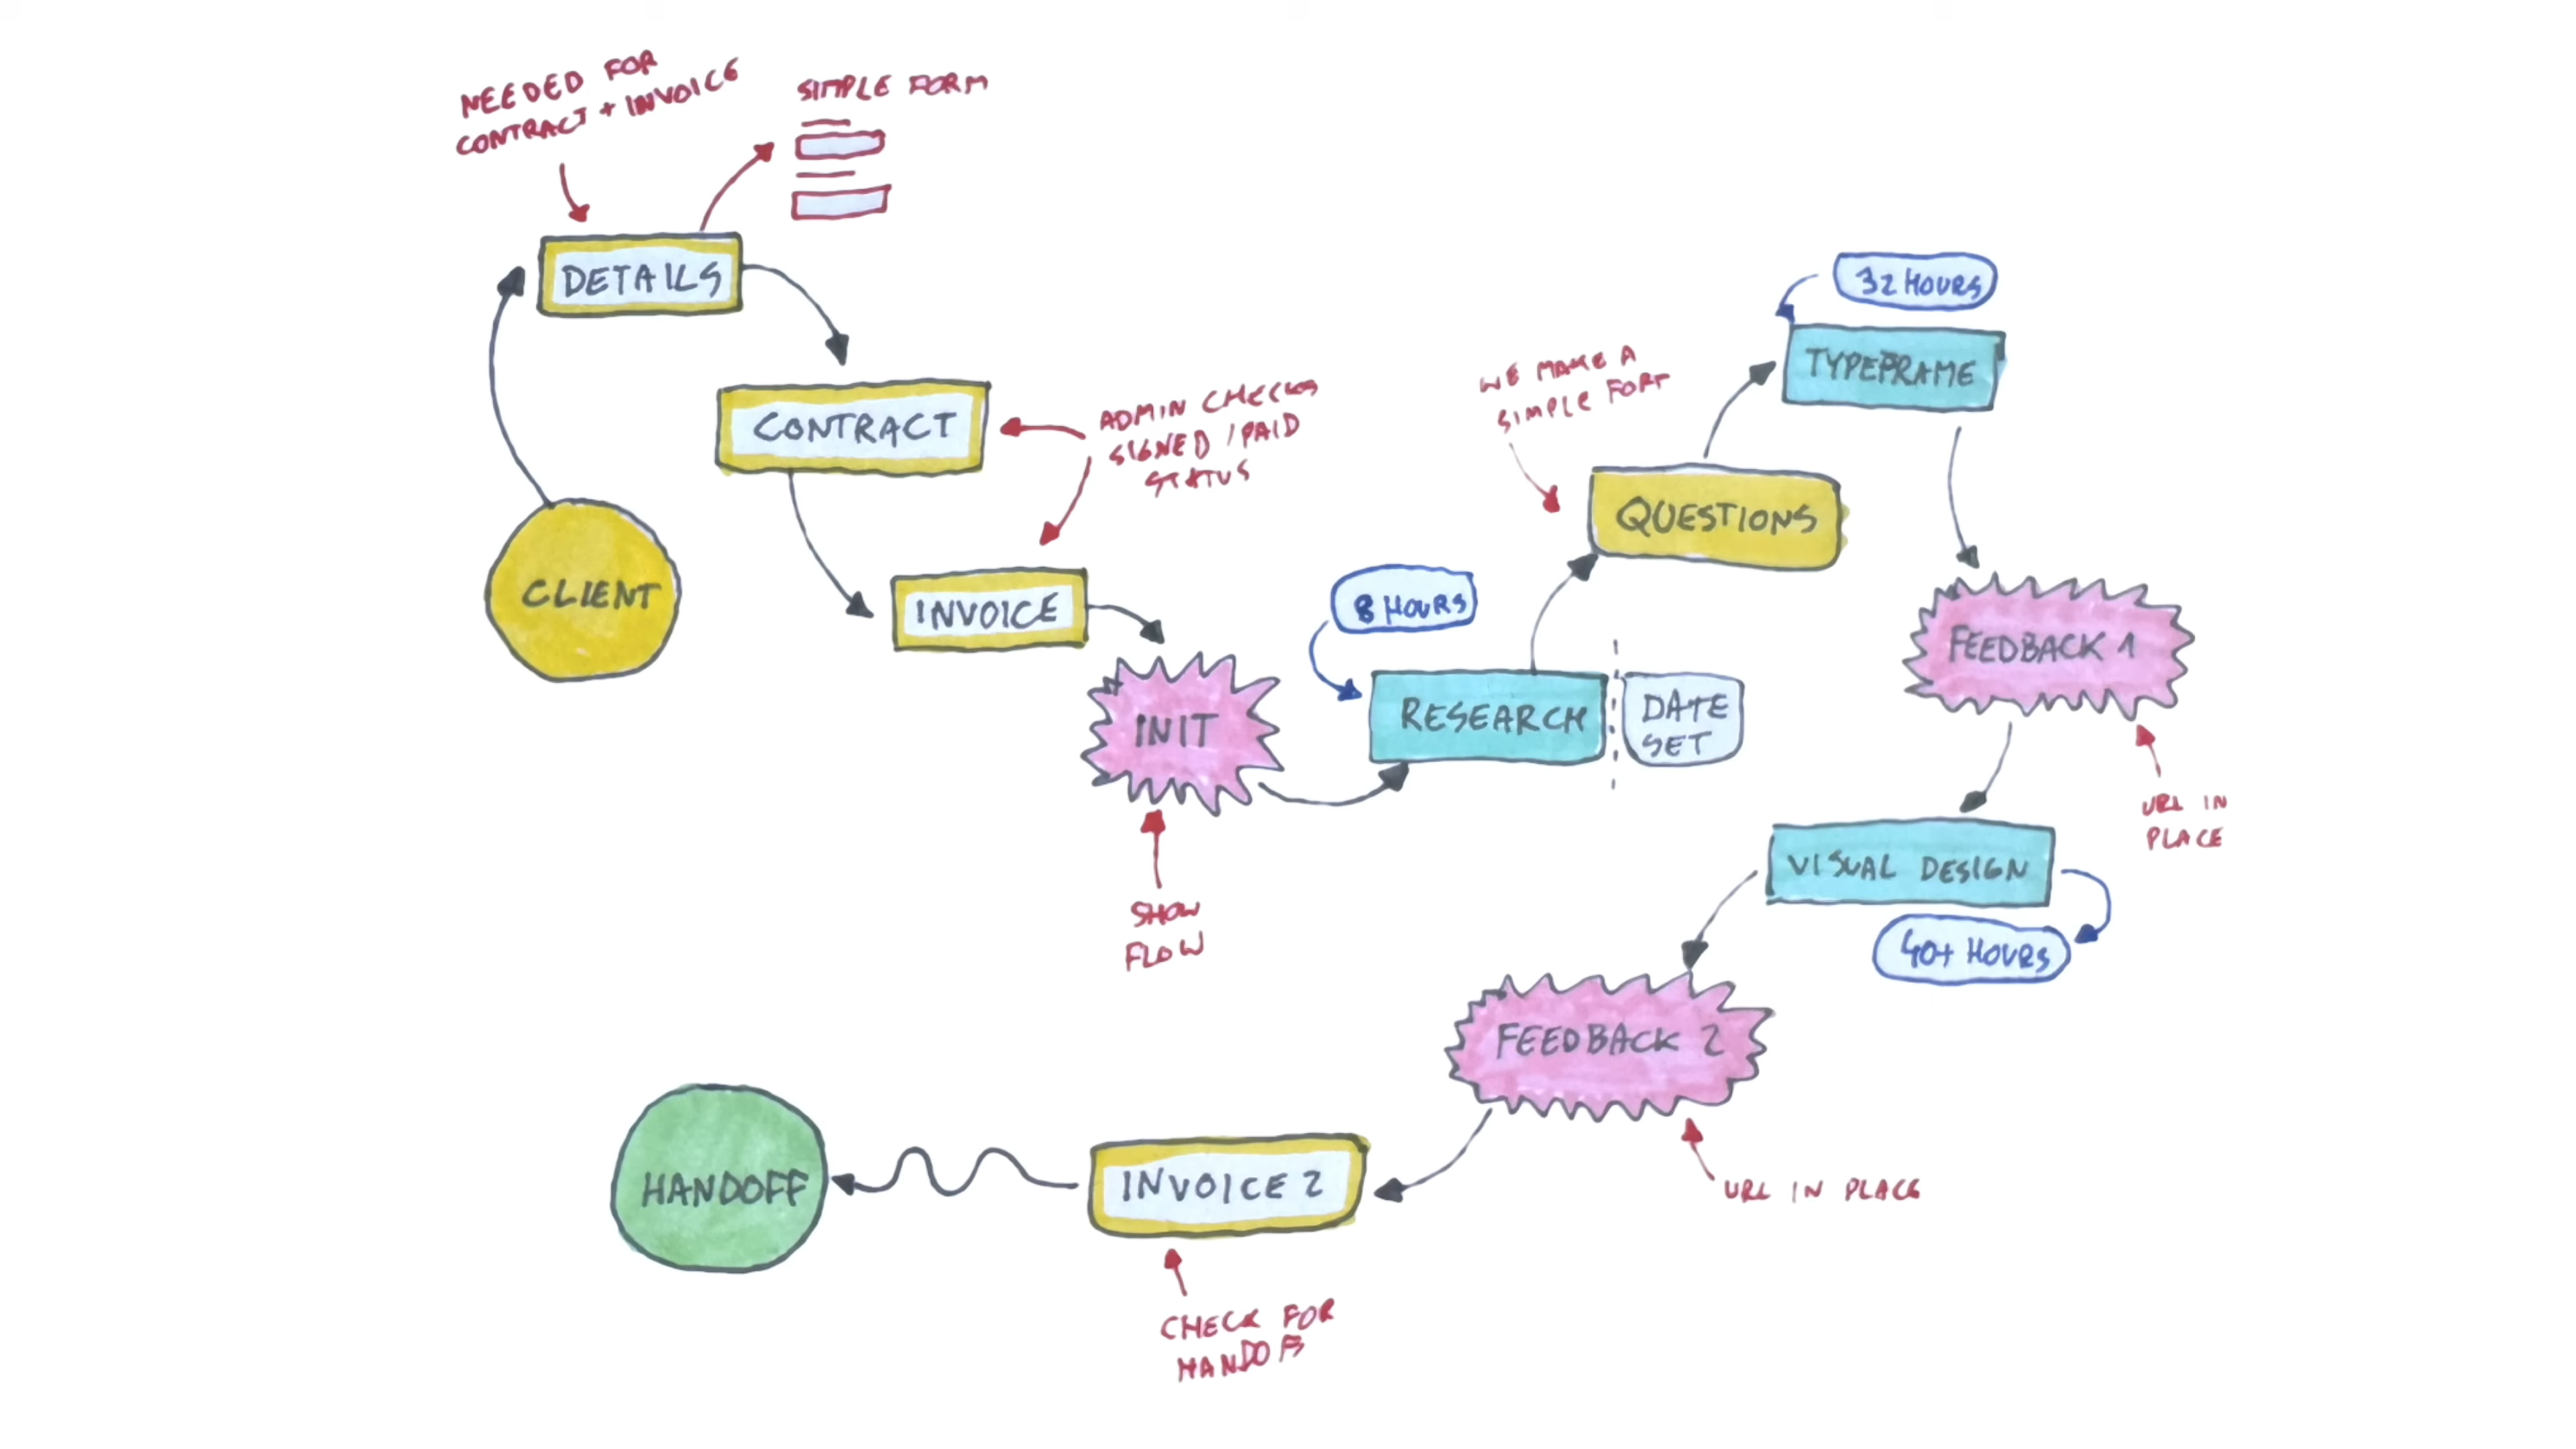 NEEDED FOR
CONTRACT + INVOICE
SIMPLE FORM
DETAILS
CONTRACT
ADMIN CHECKS
SIGNED / PAID
STATUS
CLIENT
INVOICE
INIT
SHOW
FLOW
8 HOURS
RESEARCH
DATE
SET
WE MAKE A
SIMPLE
QUESTIONS
32 HOURS
TYPEFRAME
FEEDBACK 1
URL IN
PLACE
VISUAL DESIGN
40+ HOURS
FEEDBACK 2
URL IN PLACE
INVOICE 2
CHECK FOR
HANDOFF
HANDOFF